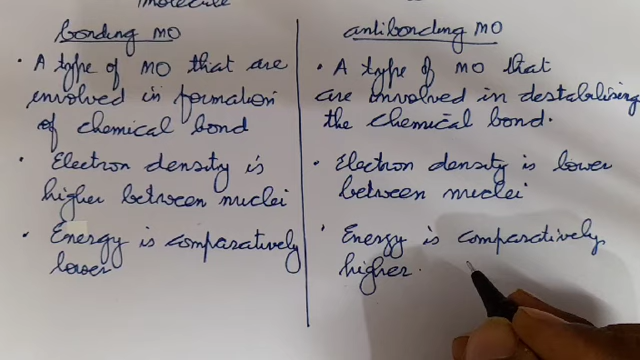 molecule
bonding MO
• A type of MO that are
involved in formation
of chemical bond
• Electron density is
higher between nuclei
• Energy is comparatively
lower
antibonding MO
• A type of MO that
are involved in destabilising
the chemical bond.
• Electron density is lower
between nuclei
• Energy is comparatively
higher.